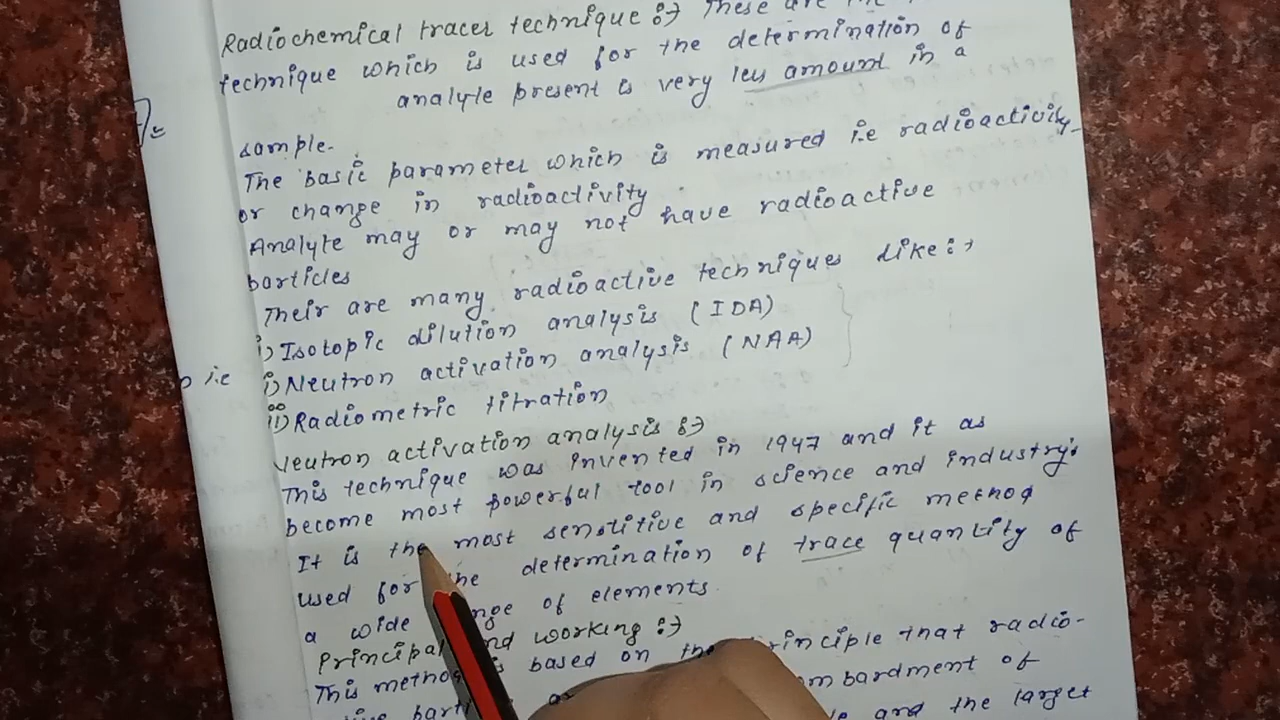 Radiochemical tracer technique :→ These are the
technique which is used for the determination of
analyte present is very less amount in a
sample.
The basic parameter which is measured i.e radioactivity
or change in radioactivity
Analyte may or may not have radioactive
particles
Their are many radioactive techniques like :→
i) Isotopic dilution analysis (IDA)
i.e ii) Neutron activation analysis (NAA)
iii) Radiometric titration
Neutron activation analysis :→
This technique was invented in 1947 and it as
become most powerful tool in science and industry.
It is the most senstitive and specific method
used for the determination of trace quantity of
a wide range of elements
Principal and working :→
This method is based on the principle that radio-
bombardment of
and the target